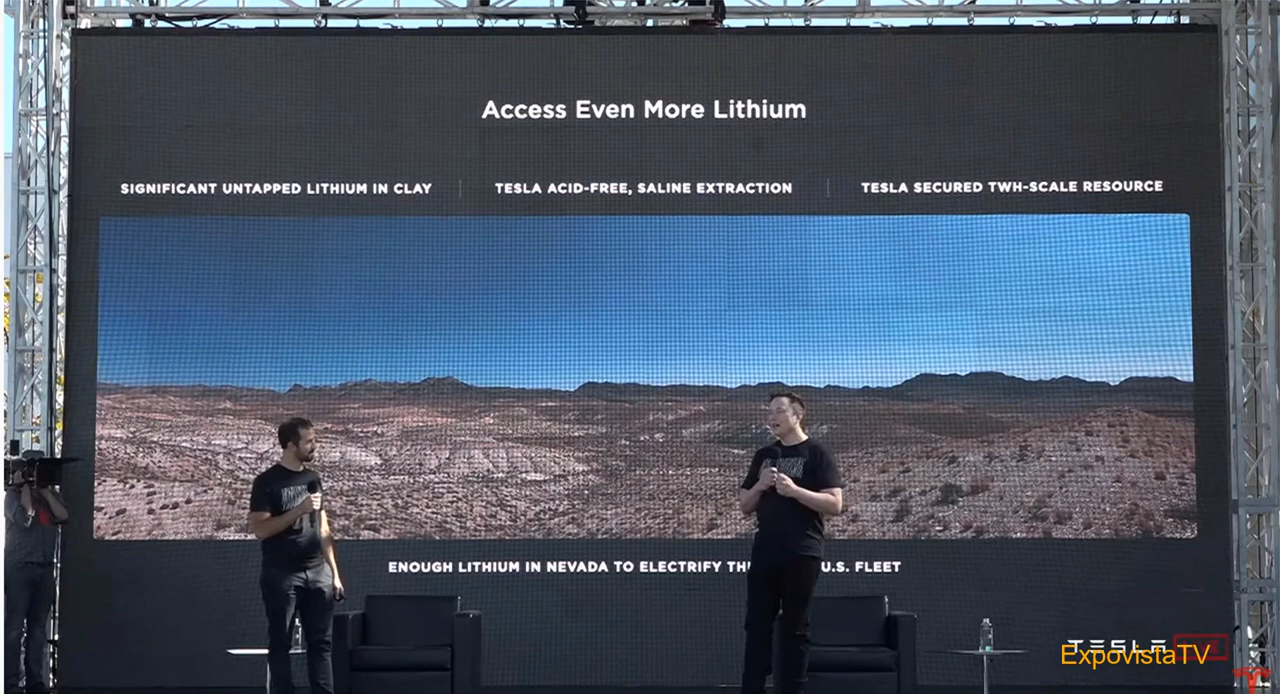 Access Even More Lithium
SIGNIFICANT UNTAPPED LITHIUM IN CLAY
TESLA ACID-FREE, SALINE EXTRACTION
TESLA SECURED TWH-SCALE RESOURCE
ENOUGH LITHIUM IN NEVADA TO ELECTRIFY U.S. FLEET
TESLA
ExpovistaTV